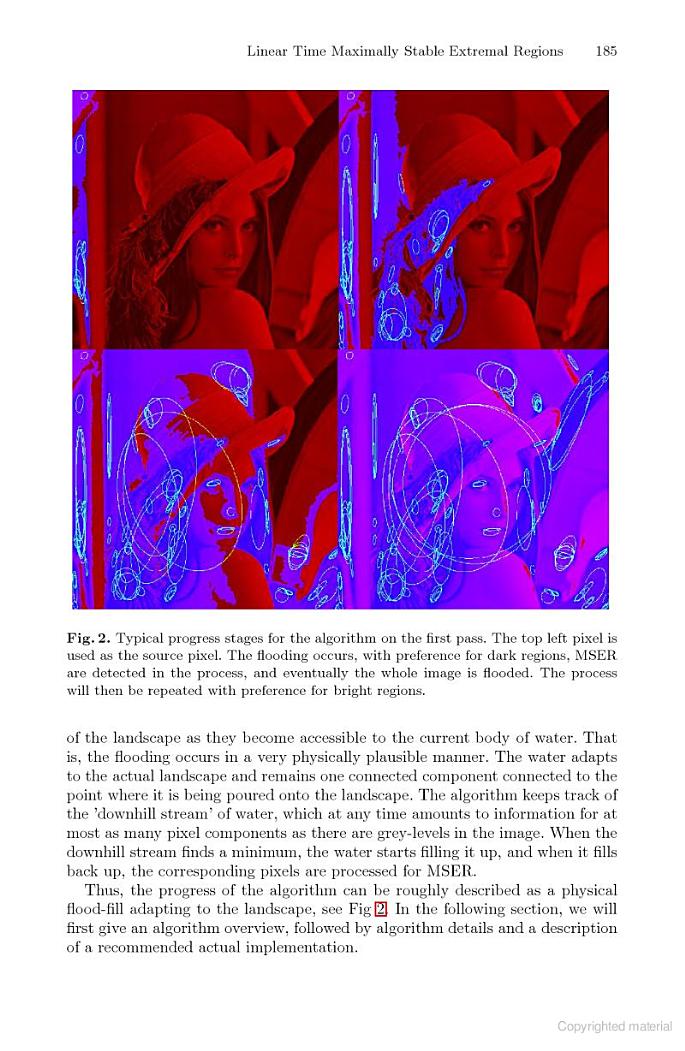 Linear Time Maximally Stable Extremal Regions 185
Fig. 2. Typical progress stages for the algorithm on the first pass. The top left pixel is
used as the source pixel. The flooding occurs, with preference for dark regions, MSER
are detected in the process, and eventually the whole image is flooded. The process
will then be repeated with preference for bright regions.
of the landscape as they become accessible to the current body of water. That
is, the flooding occurs in a very physically plausible manner. The water adapts
to the actual landscape and remains one connected component connected to the
point where it is being poured onto the landscape. The algorithm keeps track of
the 'downhill stream' of water, which at any time amounts to information for at
most as many pixel components as there are grey-levels in the image. When the
downhill stream finds a minimum, the water starts filling it up, and when it fills
back up, the corresponding pixels are processed for MSER.
Thus, the progress of the algorithm can be roughly described as a physical
flood-fill adapting to the landscape, see Fig 2. In the following section, we will
first give an algorithm overview, followed by algorithm details and a description
of a recommended actual implementation.
Copyrighted material